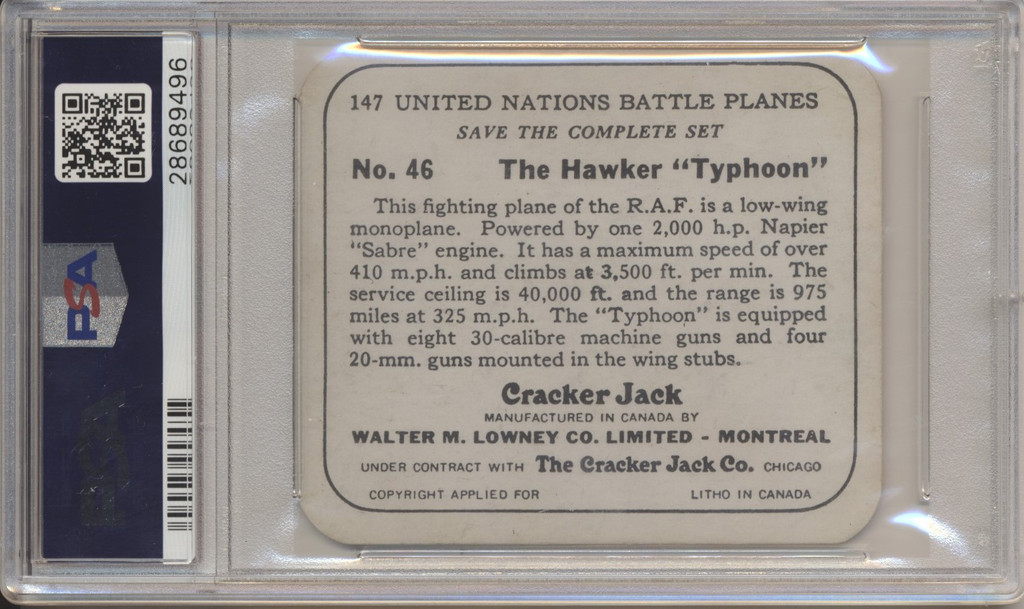 28689496
PSA
147 UNITED NATIONS BATTLE PLANES
SAVE THE COMPLETE SET
No. 46 The Hawker "Typhoon"
This fighting plane of the R.A.F. is a low-wing
monoplane. Powered by one 2,000 h.p. Napier
"Sabre" engine. It has a maximum speed of over
410 m.p.h. and climbs at 3,500 ft. per min. The
service ceiling is 40,000 ft. and the range is 975
miles at 325 m.p.h. The "Typhoon" is equipped
with eight 30-calibre machine guns and four
20-mm. guns mounted in the wing stubs.
Cracker Jack
MANUFACTURED IN CANADA BY
WALTER M. LOWNEY CO. LIMITED - MONTREAL
UNDER CONTRACT WITH The Cracker Jack Co. CHICAGO
COPYRIGHT APPLIED FOR LITHO IN CANADA